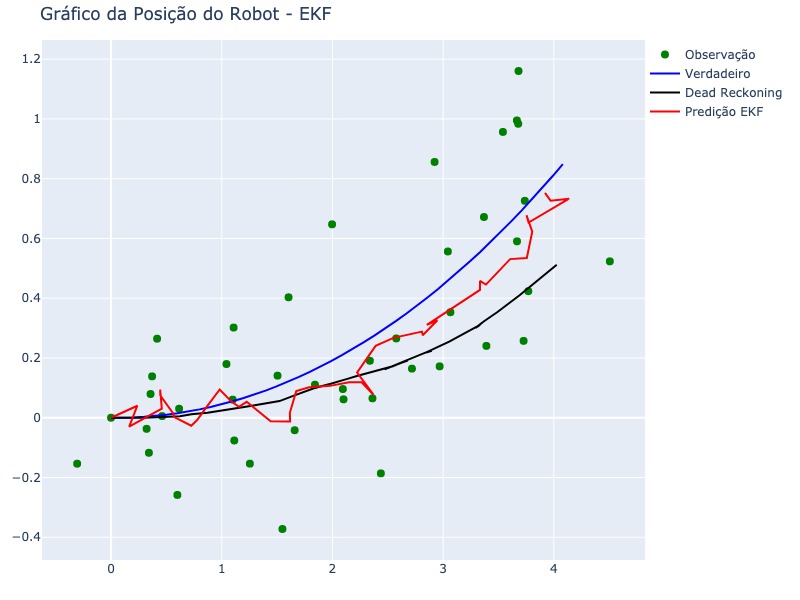 Gráfico da Posição do Robot - EKF
Observação
Verdadeiro
Dead Reckoning
Predição EKF
1.2
1
0.8
0.6
0.4
0.2
0
−0.2
−0.4
0 1 2 3 4